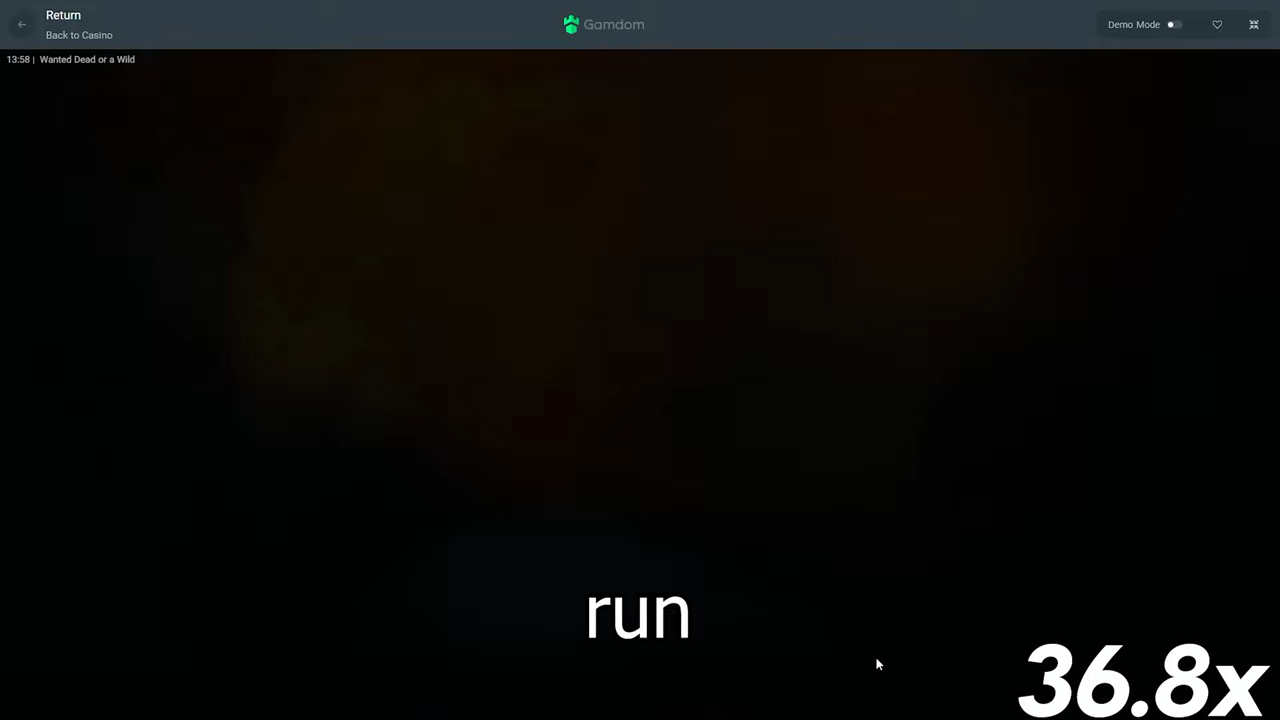 Return
Back to Casino
Gamdom
Demo Mode
13:58 | Wanted Dead or a Wild
run
36.8x